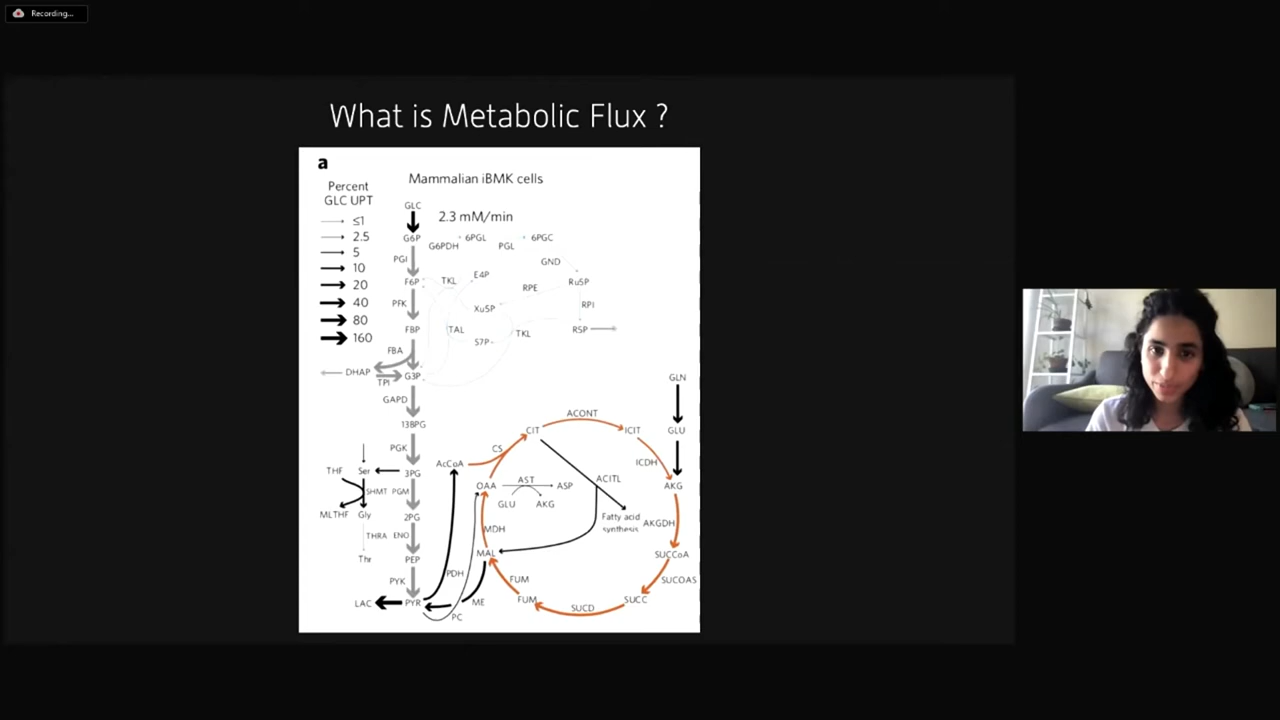 Recording...
What is Metabolic Flux ?
a
Mammalian iBMK cells
Percent
GLC UPT
≤1
2.5
5
10
20
40
80
160
GLC
2.3 mM/min
G6P
G6PDH
6PGL
PGL
6PGC
PGI
GND
F6P
TKL
E4P
RPE
Ru5P
PFK
Xu5P
RPI
FBP
TAL
S7P
TKL
R5P
FBA
DHAP
TPI
G3P
GAPD
13BPG
PGK
THF
Ser
3PG
SHMT
PGM
MLTHF
Gly
2PG
THRA
ENO
Thr
PEP
PYK
LAC
PYR
AcCoA
CS
CIT
ACONT
ICIT
ICDH
GLN
GLU
AKG
OAA
AST
ASP
GLU
AKG
ACITL
Fatty acid
synthesis
AKGDH
MDH
MAL
SUCCoA
SUCOAS
PDH
FUM
FUM
SUCD
SUCC
ME
PC